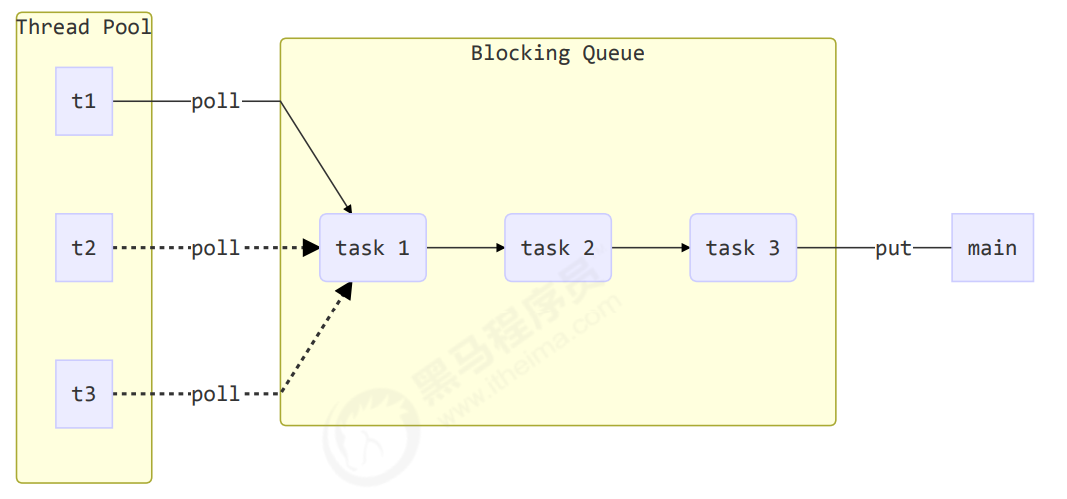 Thread Pool
Blocking Queue
t1
poll
t2
poll
task 1
task 2
task 3
put
main
t3
poll
黑马程序员
www.itheima.com